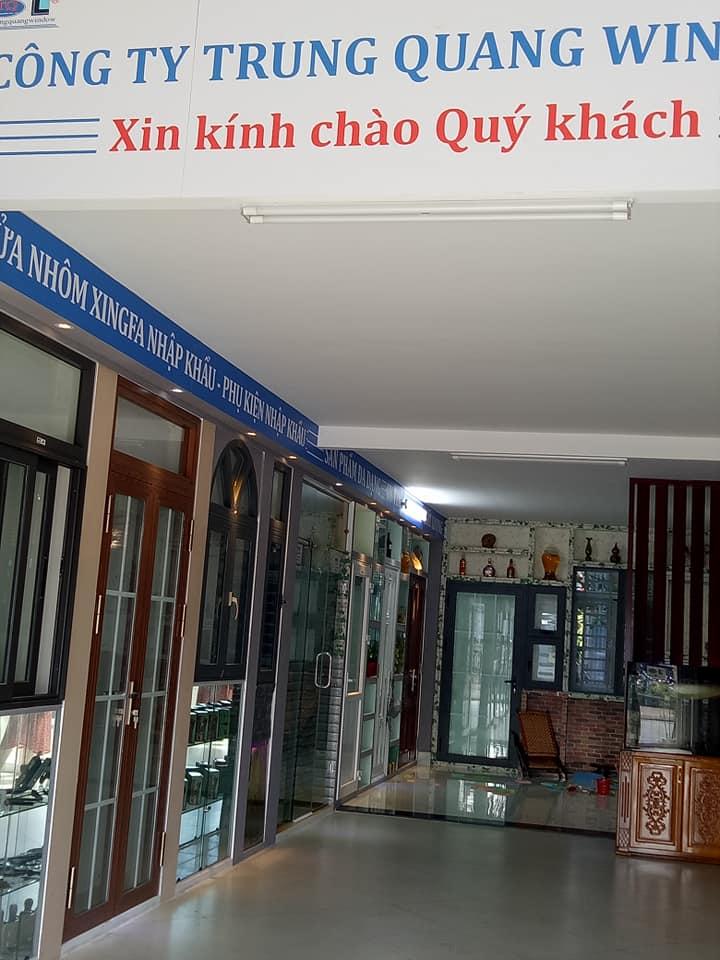 ngquangwindow
CÔNG TY TRUNG QUANG WIN
Xin kính chào Quý khách
ỬA NHÔM XINGFA NHẬP KHẨU - PHỤ KIỆN NHẬP KHẨU
SẢN PHẨM ĐA DẠNG